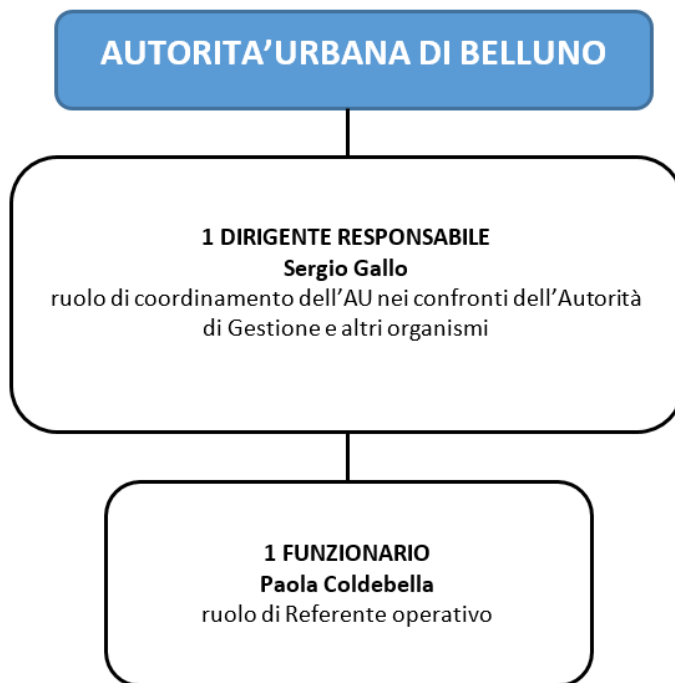 AUTORITA’URBANA DI BELLUNO
1 DIRIGENTE RESPONSABILE
Sergio Gallo
ruolo di coordinamento dell’AU nei confronti dell’Autorità
di Gestione e altri organismi
1 FUNZIONARIO
Paola Coldebella
ruolo di Referente operativo